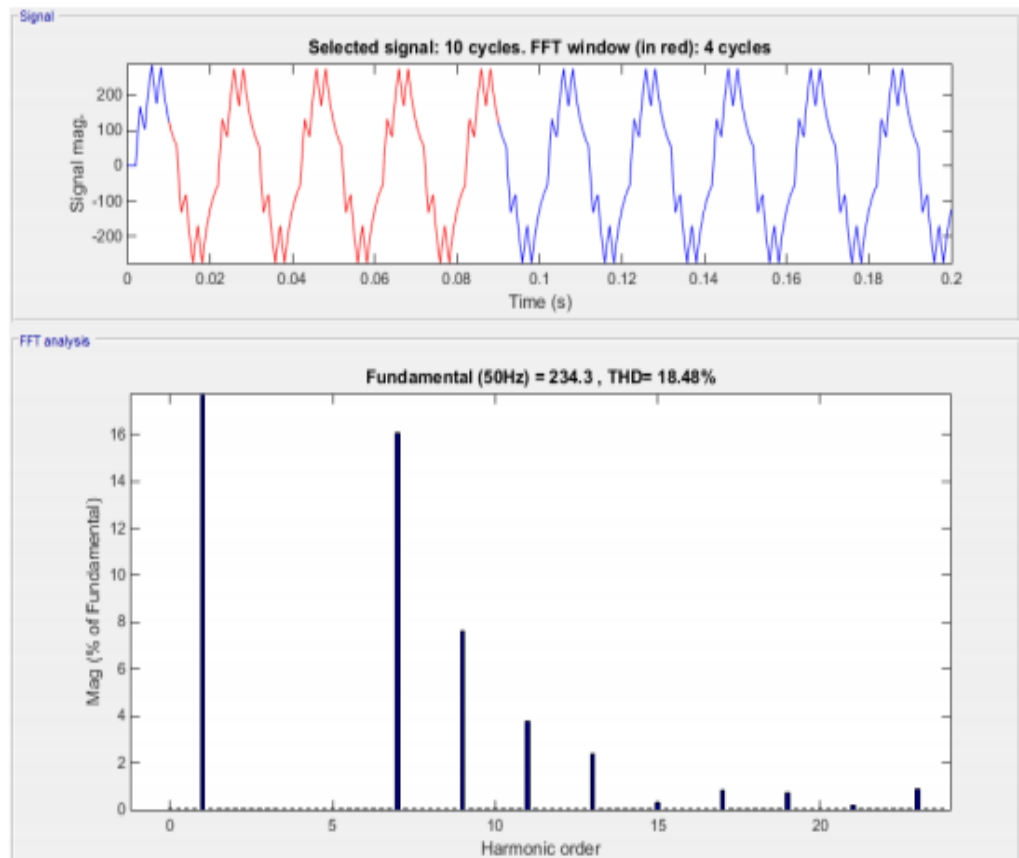 Signal
Selected signal: 10 cycles. FFT window (in red): 4 cycles
Signal mag.
200
100
0
-100
-200
0 0.02 0.04 0.06 0.08 0.1 0.12 0.14 0.16 0.18 0.2
Time (s)
FFT analysis
Fundamental (50Hz) = 234.3 , THD= 18.48%
Mag (% of Fundamental)
16
14
12
10
8
6
4
2
0
0 5 10 15 20
Harmonic order